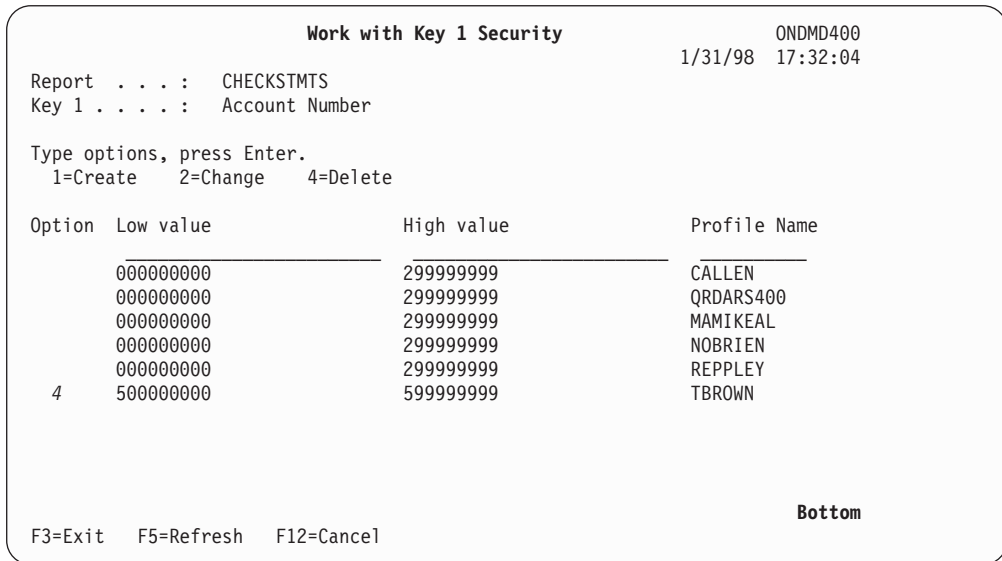 Work with Key 1 Security ONDMD400
1/31/98 17:32:04
Report . . . : CHECKSTMTS
Key 1 . . . . : Account Number
Type options, press Enter.
1=Create 2=Change 4=Delete
Option Low value High value Profile Name
________________________ ________________________ __________
000000000 299999999 CALLEN
000000000 299999999 QRDARS400
000000000 299999999 MAMIKEAL
000000000 299999999 NOBRIEN
000000000 299999999 REPPLEY
4 500000000 599999999 TBROWN
Bottom
F3=Exit F5=Refresh F12=Cancel